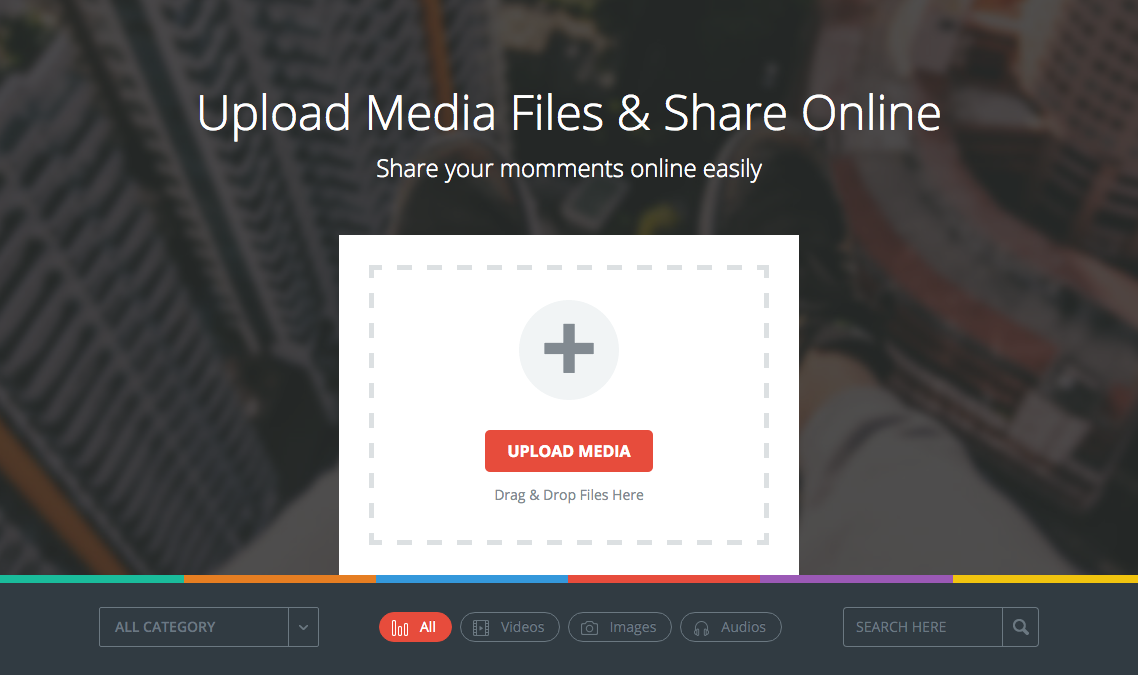 Upload Media Files & Share Online
Share your momments online easily
UPLOAD MEDIA
Drag & Drop Files Here
ALL CATEGORY
All
Videos
Images
Audios
SEARCH HERE